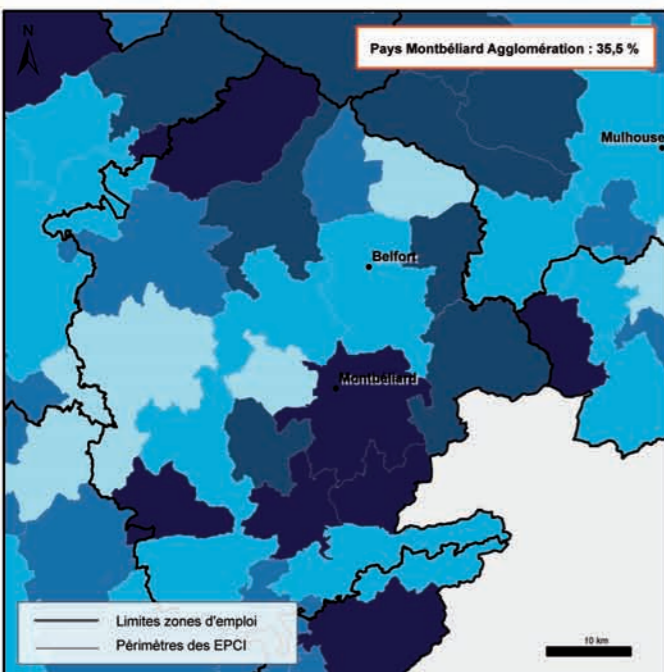 N
Pays Montbéliard Agglomération : 35,5 %
Mulhouse
Belfort
Montbéliard
Limites zones d'emploi
Périmètres des EPCI
10 km